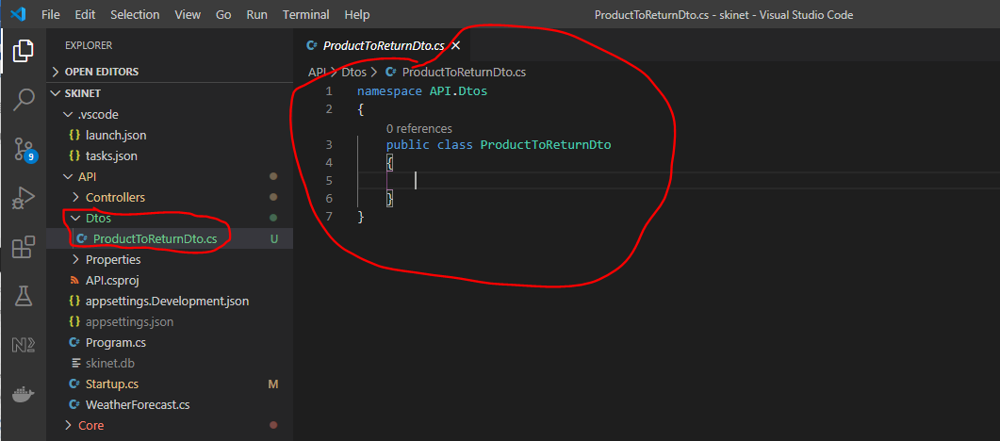 File Edit Selection View Go Run Terminal Help ProductToReturnDto.cs - skinet - Visual Studio Code
EXPLORER
OPEN EDITORS
SKINET
.vscode
{} launch.json
{} tasks.json
API
Controllers
Dtos
C# ProductToReturnDto.cs U
Properties
API.csproj
{} appsettings.Development.json
{} appsettings.json
C# Program.cs
skinet.db
C# Startup.cs M
C# WeatherForecast.cs
Core
9
C# ProductToReturnDto.cs ×
API > Dtos > C# ProductToReturnDto.cs
1 namespace API.Dtos
2 {
0 references
3 public class ProductToReturnDto
4 {
5
6 }
7 }